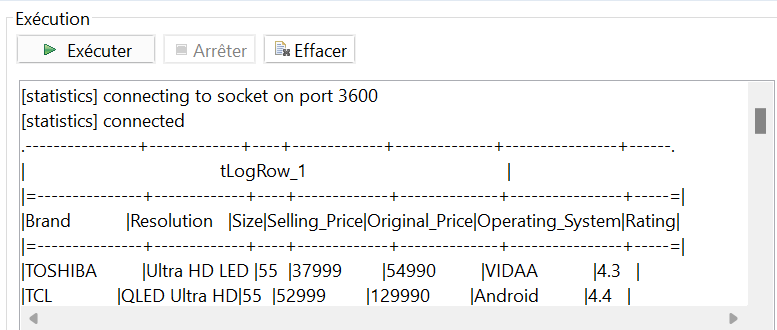 Exécution
Exécuter Arrêter Effacer
[statistics] connecting to socket on port 3600
[statistics] connected
.---------------+------------+----+-------------+--------------+----------------+------.
| tLogRow_1 |
|=--------------+------------+----+-------------+--------------+----------------+-----=|
|Brand |Resolution |Size|Selling_Price|Original_Price|Operating_System|Rating|
|=--------------+------------+----+-------------+--------------+----------------+-----=|
|TOSHIBA |Ultra HD LED |55 |37999 |54990 |VIDAA |4.3 |
|TCL |QLED Ultra HD|55 |52999 |129990 |Android |4.4 |